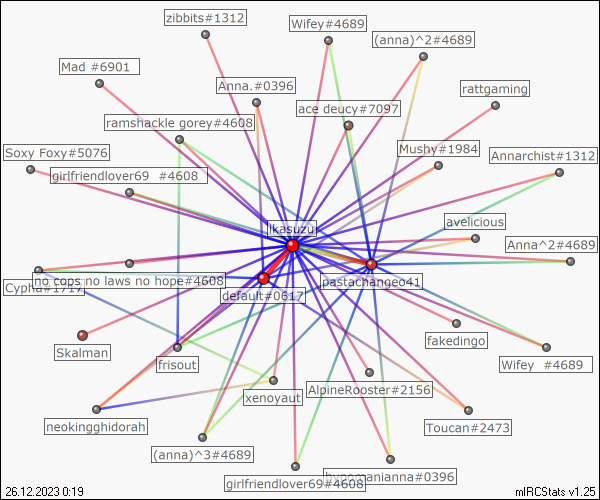 zibbits#1312
Wifey#4689
(anna)^2#4689
Mad #6901
Anna.#0396
rattgaming
ace deucy#7097
ramshackle gorey#4608
Soxy Foxy#5076
Mushy#1984
Annarchist#1312
girlfriendlover69 #4608
avelicious
jkasuzu
Anna^2#4689
no cops no laws no hope#4608
Cypha#1717
default#0617
pastachangeo41
Skalman
frisout
fakedingo
Wifey #4689
AlpineRooster#2156
xenoyaut
neokingghidorah
Toucan#2473
(anna)^3#4689
girlfriendlover69#4608
hypomanianna#0396
26.12.2023 0:19
mIRCStats v1.25